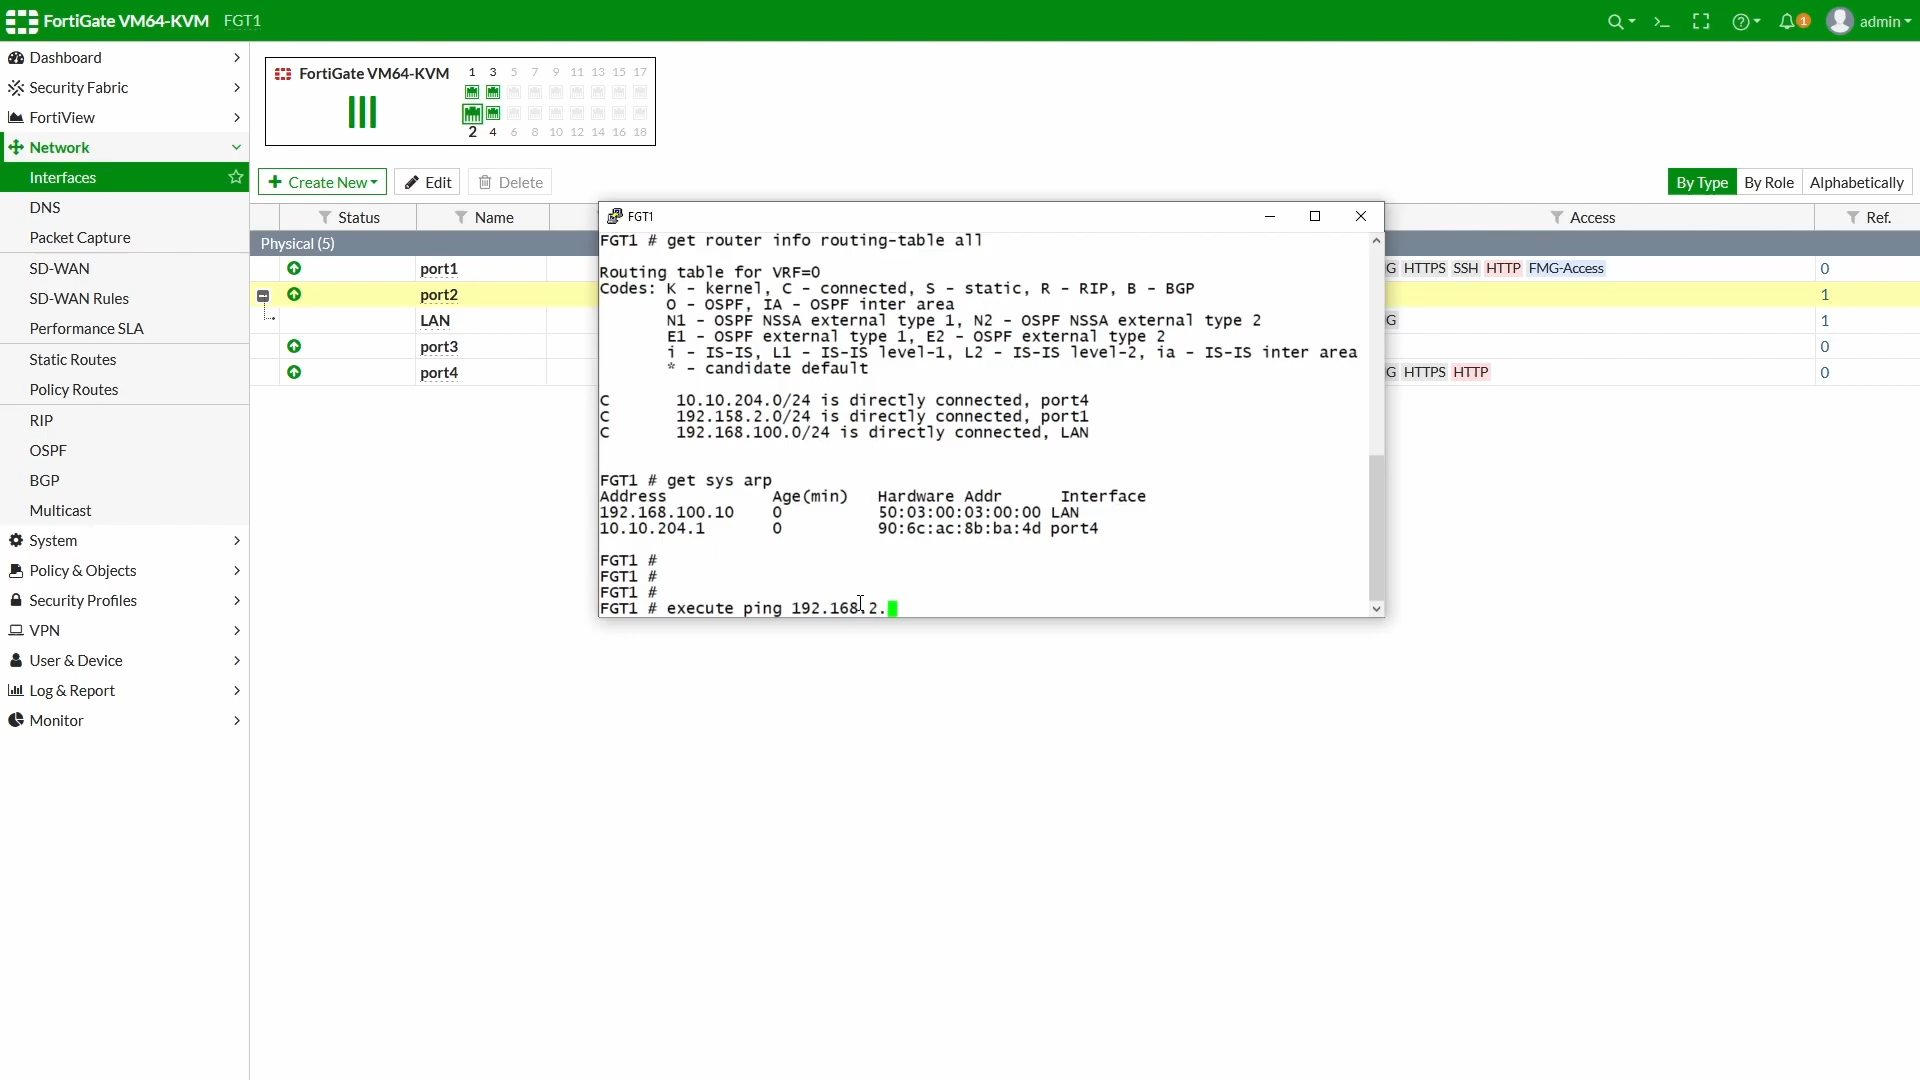 FortiGate VM64-KVM FGT1 1 admin
Dashboard
Security Fabric
FortiView
Network
Interfaces
DNS
Packet Capture
SD-WAN
SD-WAN Rules
Performance SLA
Static Routes
Policy Routes
RIP
OSPF
BGP
Multicast
System
Policy & Objects
Security Profiles
VPN
User & Device
Log & Report
Monitor
FortiGate VM64-KVM 1 3 5 7 9 11 13 15 17
2 4 6 8 10 12 14 16 18
+ Create New Edit Delete By Type By Role Alphabetically
Status Name Access Ref.
Physical (5)
port1 G HTTPS SSH HTTP FMG-Access 0
port2 1
LAN G 1
port3 0
port4 G HTTPS HTTP 0
FGT1
FGT1 # get router info routing-table all
Routing table for VRF=0
Codes: K - kernel, C - connected, S - static, R - RIP, B - BGP
O - OSPF, IA - OSPF inter area
N1 - OSPF NSSA external type 1, N2 - OSPF NSSA external type 2
E1 - OSPF external type 1, E2 - OSPF external type 2
i - IS-IS, L1 - IS-IS level-1, L2 - IS-IS level-2, ia - IS-IS inter area
* - candidate default
C 10.10.204.0/24 is directly connected, port4
C 192.158.2.0/24 is directly connected, port1
C 192.168.100.0/24 is directly connected, LAN
FGT1 # get sys arp
Address Age(min) Hardware Addr Interface
192.168.100.10 0 50:03:00:03:00:00 LAN
10.10.204.1 0 90:6c:ac:8b:ba:4d port4
FGT1 #
FGT1 #
FGT1 #
FGT1 # execute ping 192.168.2.